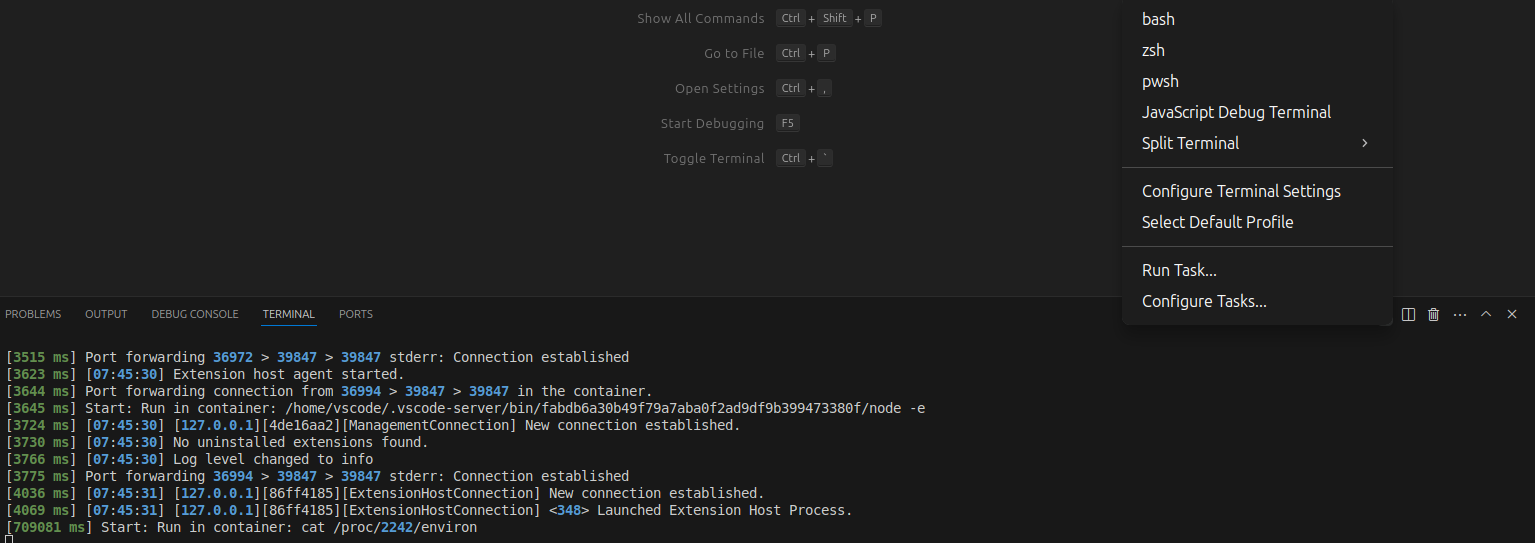 Show All Commands Ctrl + Shift + P
Go to File Ctrl + P
Open Settings Ctrl + ,
Start Debugging F5
Toggle Terminal Ctrl + `
bash
zsh
pwsh
JavaScript Debug Terminal
Split Terminal
Configure Terminal Settings
Select Default Profile
Run Task...
Configure Tasks...
PROBLEMS OUTPUT DEBUG CONSOLE TERMINAL PORTS
[3515 ms] Port forwarding 36972 > 39847 > 39847 stderr: Connection established
[3623 ms] [07:45:30] Extension host agent started.
[3644 ms] Port forwarding connection from 36994 > 39847 > 39847 in the container.
[3645 ms] Start: Run in container: /home/vscode/.vscode-server/bin/fabdb6a30b49f79a7aba0f2ad9df9b399473380f/node -e
[3724 ms] [07:45:30] [127.0.0.1][4de16aa2][ManagementConnection] New connection established.
[3730 ms] [07:45:30] No uninstalled extensions found.
[3766 ms] [07:45:30] Log level changed to info
[3775 ms] Port forwarding 36994 > 39847 > 39847 stderr: Connection established
[4036 ms] [07:45:31] [127.0.0.1][86ff4185][ExtensionHostConnection] New connection established.
[4069 ms] [07:45:31] [127.0.0.1][86ff4185][ExtensionHostConnection] <348> Launched Extension Host Process.
[709081 ms] Start: Run in container: cat /proc/2242/environ